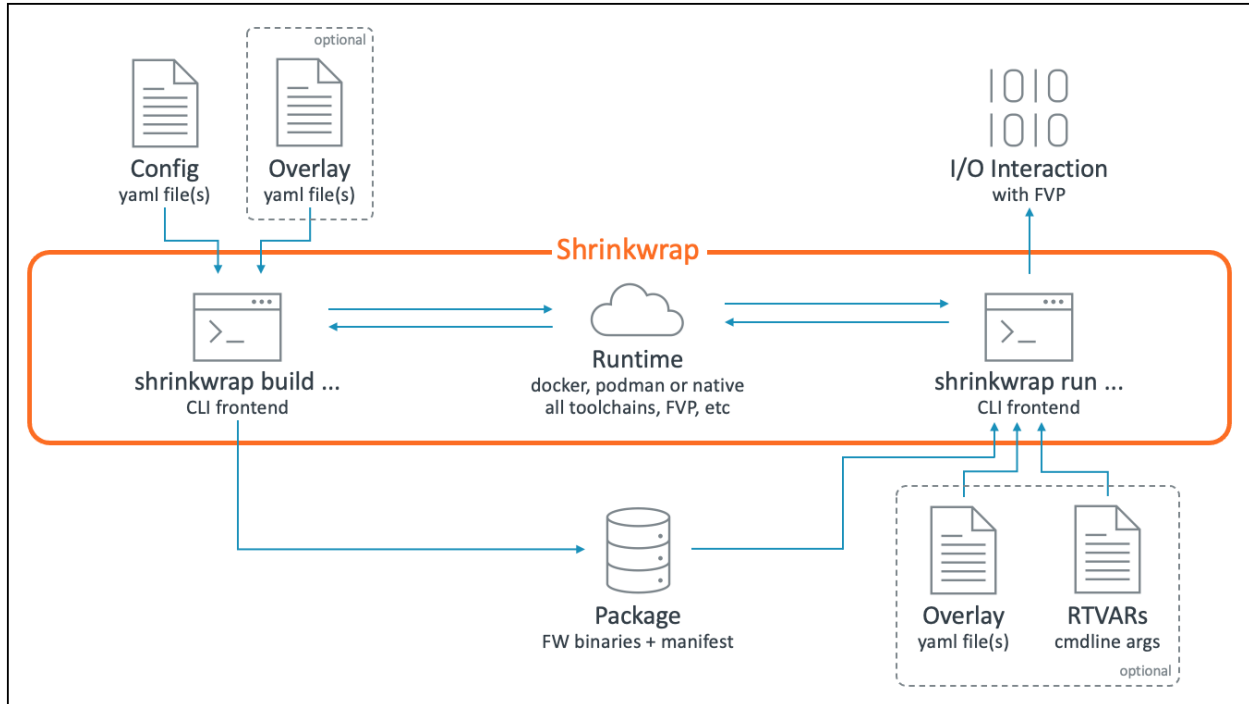 optional
Config
yaml file(s)
Overlay
yaml file(s)
IOIO
IOIO
I/O Interaction
with FVP
Shrinkwrap
>_
shrinkwrap build ...
CLI frontend
Runtime
docker, podman or native
all toolchains, FVP, etc
>_
shrinkwrap run ...
CLI frontend
Package
FW binaries + manifest
Overlay
yaml file(s)
RTVARs
cmdline args
optional